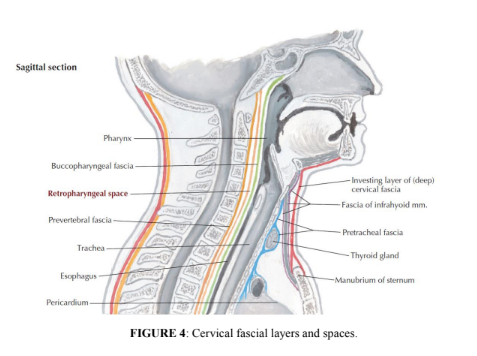 Sagittal section
Pharynx
Buccopharyngeal fascia
Retropharyngeal space
Prevertebral fascia
Trachea
Esophagus
Pericardium
Investing layer of (deep)
cervical fascia
Fascia of infrahyoid mm.
Pretracheal fascia
Thyroid gland
Manubrium of sternum
FIGURE 4: Cervical fascial layers and spaces.